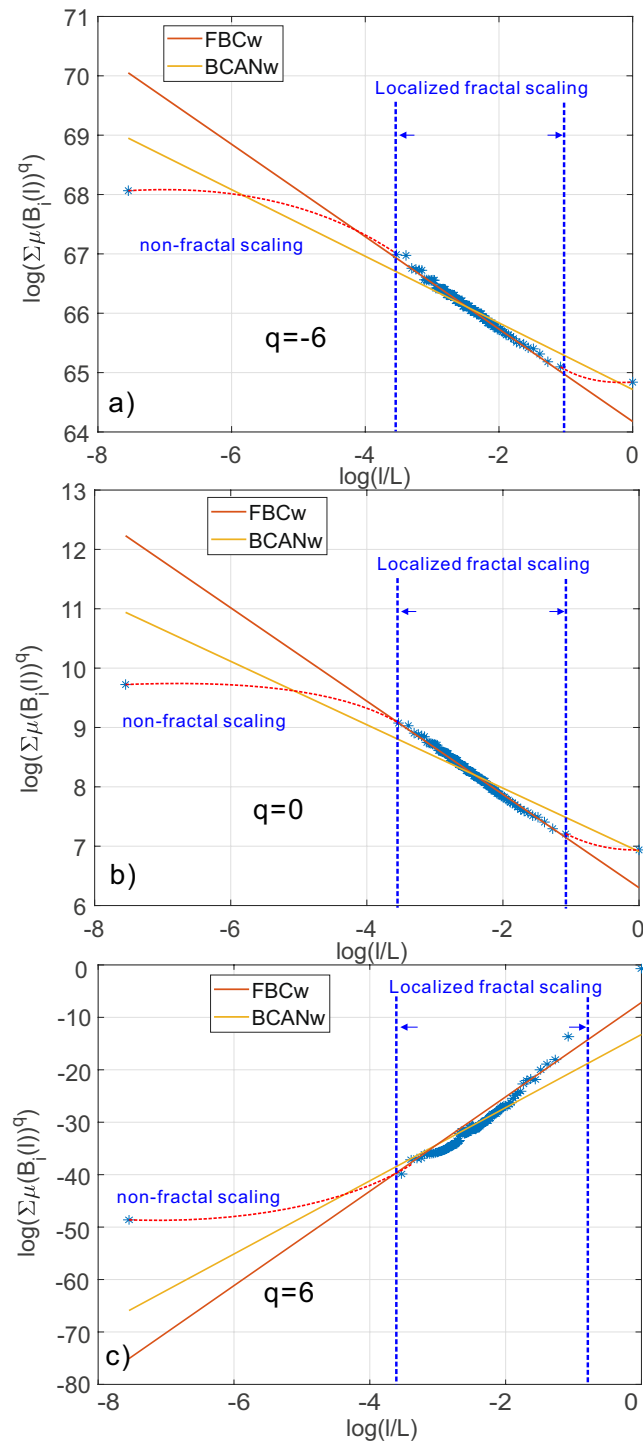 71
70
69
68
67
66
65
64
FBCw
BCANw
Localized fractal scaling
non-fractal scaling
q=-6
a)
-8
-6
-4
-2
0
log(l/L)
log(Σμ(B_i(l))^q)
13
12
11
10
9
8
7
6
FBCw
BCANw
Localized fractal scaling
non-fractal scaling
q=0
b)
-8
-6
-4
-2
0
log(l/L)
log(Σμ(B_i(l))^q)
0
-10
-20
-30
-40
-50
-60
-70
-80
FBCw
BCANw
Localized fractal scaling
non-fractal scaling
q=6
c)
-8
-6
-4
-2
0
log(l/L)
log(Σμ(B_i(l))^q)